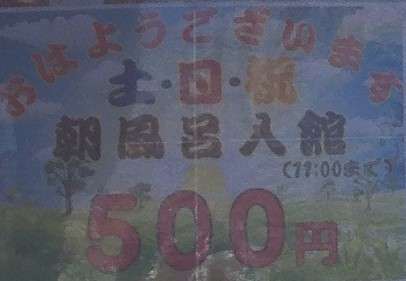 おはようございます
土・日・祝
朝風呂入館
(11:00まで)
500円